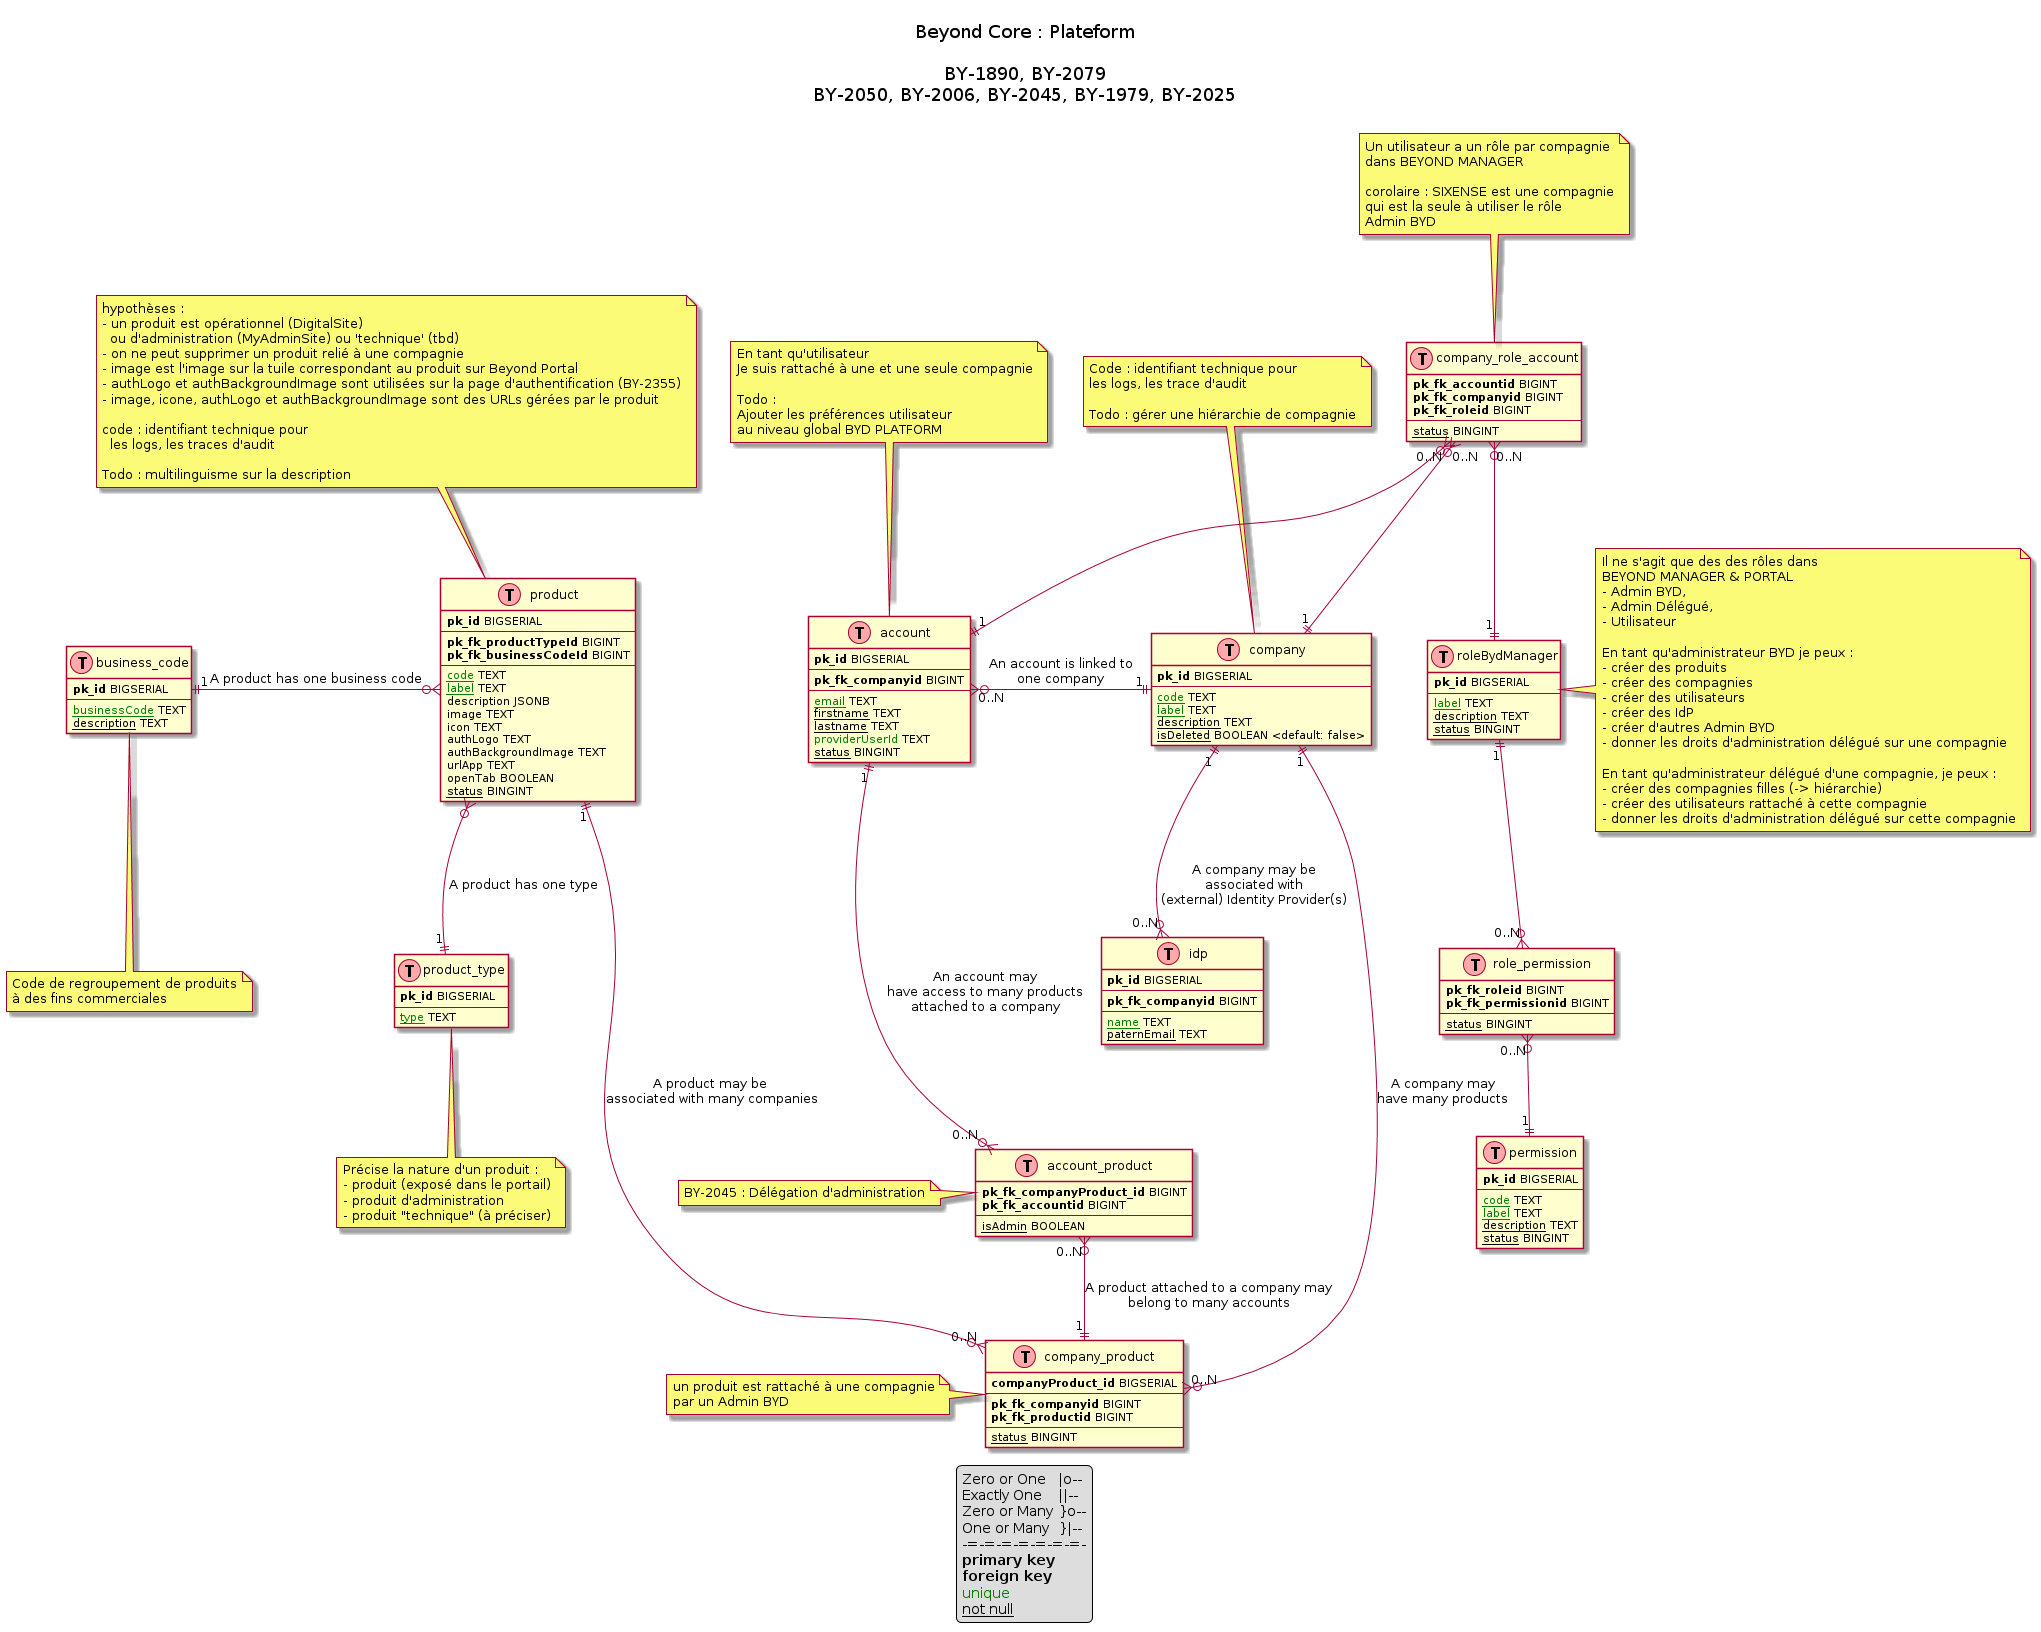 Beyond Core : Plateform
BY-1890, BY-2079
BY-2050, BY-2006, BY-2045, BY-1979, BY-2025
Un utilisateur a un rôle par compagnie
dans BEYOND MANAGER
corolaire : SIXENSE est une compagnie
qui est la seule à utiliser le rôle
Admin BYD
hypothèses :
- un produit est opérationnel (DigitalSite)
ou d'administration (MyAdminSite) ou 'technique' (tbd)
- on ne peut supprimer un produit relié à une compagnie
- image est l'image sur la tuile correspondant au produit sur Beyond Portal
- authLogo et authBackgroundImage sont utilisées sur la page d'authentification (BY-2355)
- image, icone, authLogo et authBackgroundImage sont des URLs gérées par le produit
code : identifiant technique pour
les logs, les traces d'audit
Todo : multilinguisme sur la description
En tant qu'utilisateur
Je suis rattaché à une et une seule compagnie
Todo :
Ajouter les préférences utilisateur
au niveau global BYD PLATFORM
Code : identifiant technique pour
les logs, les trace d'audit
Todo : gérer une hiérarchie de compagnie
T company_role_account
pk_fk_accountid BIGINT
pk_fk_companyid BIGINT
pk_fk_roleid BIGINT
status BINGINT
0..N
0..N
0..N
Il ne s'agit que des des rôles dans
BEYOND MANAGER & PORTAL
- Admin BYD,
- Admin Délégué,
- Utilisateur
En tant qu'administrateur BYD je peux :
- créer des produits
- créer des compagnies
- créer des utilisateurs
- créer des IdP
- créer d'autres Admin BYD
- donner les droits d'administration délégué sur une compagnie
En tant qu'administrateur délégué d'une compagnie, je peux :
- créer des compagnies filles (-> hiérarchie)
- créer des utilisateurs rattaché à cette compagnie
- donner les droits d'administration délégué sur cette compagnie
T business_code
pk_id BIGSERIAL
businessCode TEXT
description TEXT
1
A product has one business code
T product
pk_id BIGSERIAL
pk_fk_productTypeId BIGINT
pk_fk_businessCodeId BIGINT
code TEXT
label TEXT
description JSONB
image TEXT
icon TEXT
authLogo TEXT
authBackgroundImage TEXT
urlApp TEXT
openTab BOOLEAN
status BINGINT
1
T account
pk_id BIGSERIAL
pk_fk_companyid BIGINT
email TEXT
firstname TEXT
lastname TEXT
providerUserId TEXT
status BINGINT
1
1
An account is linked to
one company
0..N
1
T company
pk_id BIGSERIAL
code TEXT
label TEXT
description TEXT
isDeleted BOOLEAN <default: false>
1
1
1
T roleBydManager
pk_id BIGSERIAL
label TEXT
description TEXT
status BINGINT
1
1
A product has one type
1
A company may be
associated with
(external) Identity Provider(s)
0..N
0..N
T product_type
pk_id BIGSERIAL
type TEXT
Code de regroupement de produits
à des fins commerciales
An account may
have access to many products
attached to a company
T idp
pk_id BIGSERIAL
pk_fk_companyid BIGINT
name TEXT
paternEmail TEXT
T role_permission
pk_fk_roleid BIGINT
pk_fk_permissionid BIGINT
status BINGINT
0..N
A product may be
associated with many companies
A company may
have many products
1
0..N
T permission
pk_id BIGSERIAL
code TEXT
label TEXT
description TEXT
status BINGINT
Précise la nature d'un produit :
- produit (exposé dans le portail)
- produit d'administration
- produit "technique" (à préciser)
BY-2045 : Délégation d'administration
T account_product
pk_fk_companyProduct_id BIGINT
pk_fk_accountid BIGINT
isAdmin BOOLEAN
0..N
A product attached to a company may
belong to many accounts
1
0..N
0..N
T company_product
companyProduct_id BIGSERIAL
pk_fk_companyid BIGINT
pk_fk_productid BIGINT
status BINGINT
un produit est rattaché à une compagnie
par un Admin BYD
Zero or One |o--
Exactly One ||--
Zero or Many }o--
One or Many }|--
-=-=-=-=-=-=-=-
primary key
foreign key
unique
not null